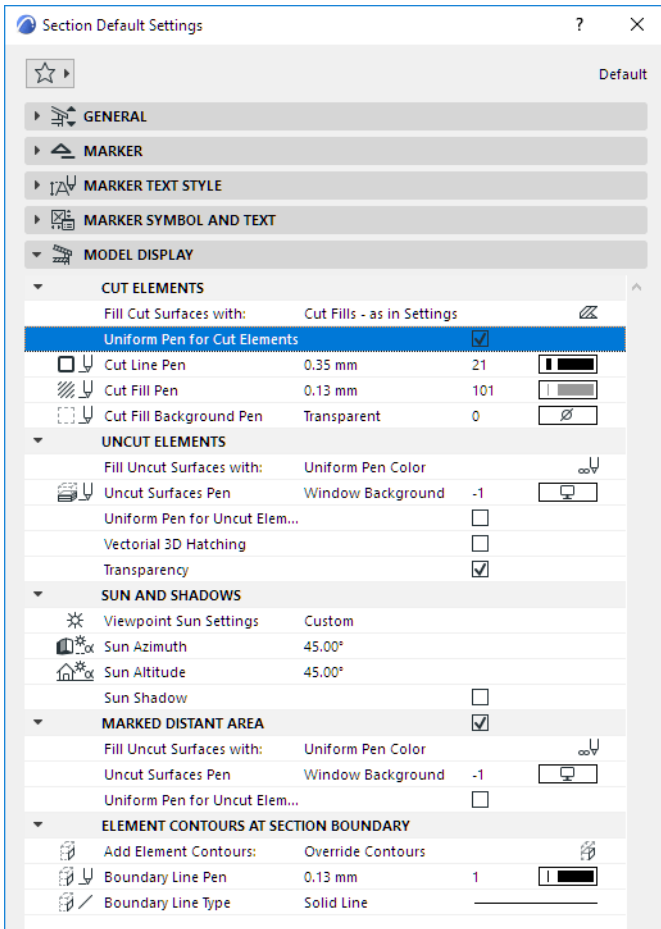 Section Default Settings ? ×
Default
GENERAL
MARKER
MARKER TEXT STYLE
MARKER SYMBOL AND TEXT
MODEL DISPLAY
CUT ELEMENTS
Fill Cut Surfaces with: Cut Fills - as in Settings
Uniform Pen for Cut Elements
Cut Line Pen 0.35 mm 21
Cut Fill Pen 0.13 mm 101
Cut Fill Background Pen Transparent 0
UNCUT ELEMENTS
Fill Uncut Surfaces with: Uniform Pen Color
Uncut Surfaces Pen Window Background -1
Uniform Pen for Uncut Elem...
Vectorial 3D Hatching
Transparency
SUN AND SHADOWS
Viewpoint Sun Settings Custom
Sun Azimuth 45.00°
Sun Altitude 45.00°
Sun Shadow
MARKED DISTANT AREA
Fill Uncut Surfaces with: Uniform Pen Color
Uncut Surfaces Pen Window Background -1
Uniform Pen for Uncut Elem...
ELEMENT CONTOURS AT SECTION BOUNDARY
Add Element Contours: Override Contours
Boundary Line Pen 0.13 mm 1
Boundary Line Type Solid Line